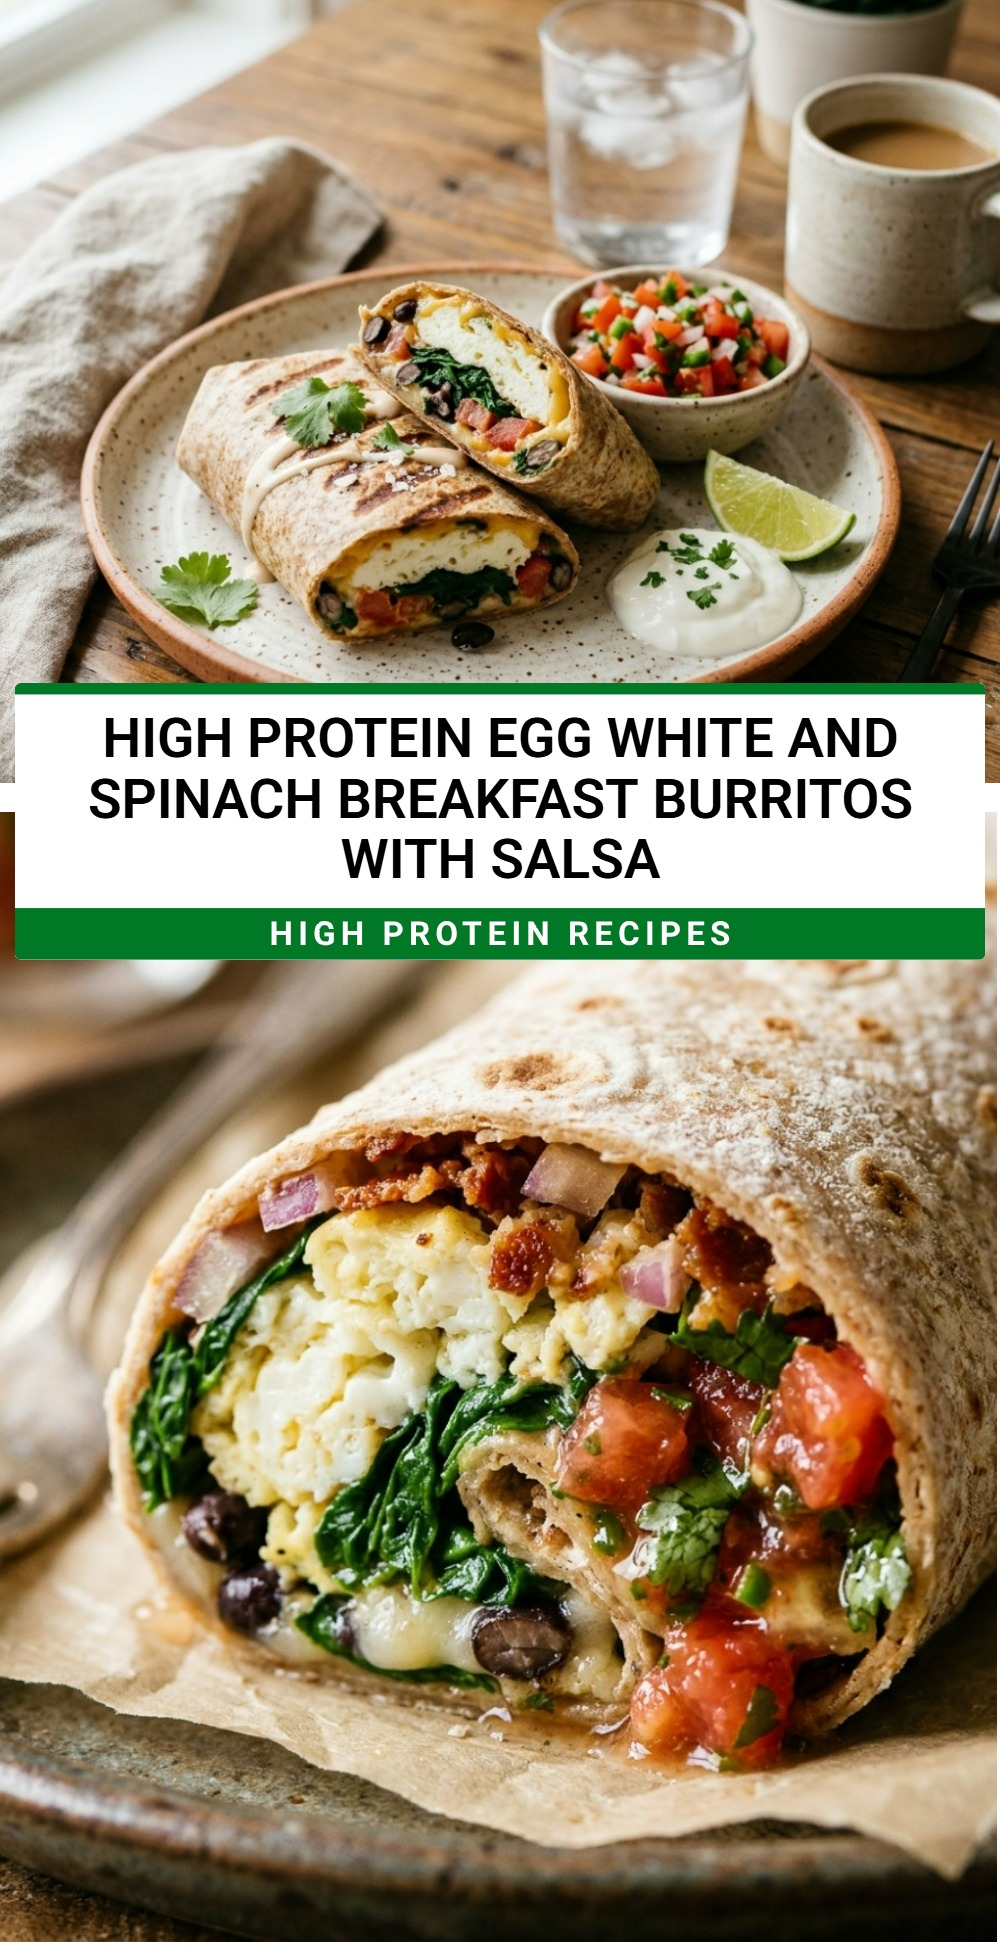 HIGH PROTEIN EGG WHITE AND
SPINACH BREAKFAST BURRITOS
WITH SALSA
HIGH PROTEIN RECIPES